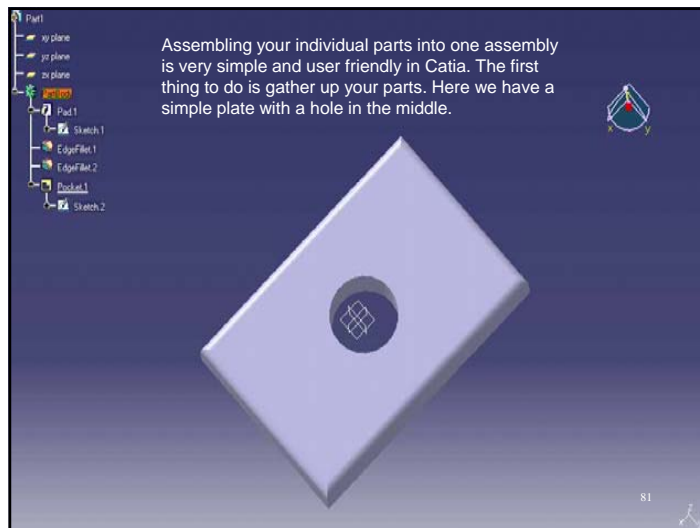 Part1
xy plane
yz plane
zx plane
PartBody
Pad.1
Sketch.1
EdgeFillet.1
EdgeFillet.2
Pocket.1
Sketch.2
Assembling your individual parts into one assembly
is very simple and user friendly in Catia. The first
thing to do is gather up your parts. Here we have a
simple plate with a hole in the middle.
x
y
81
z